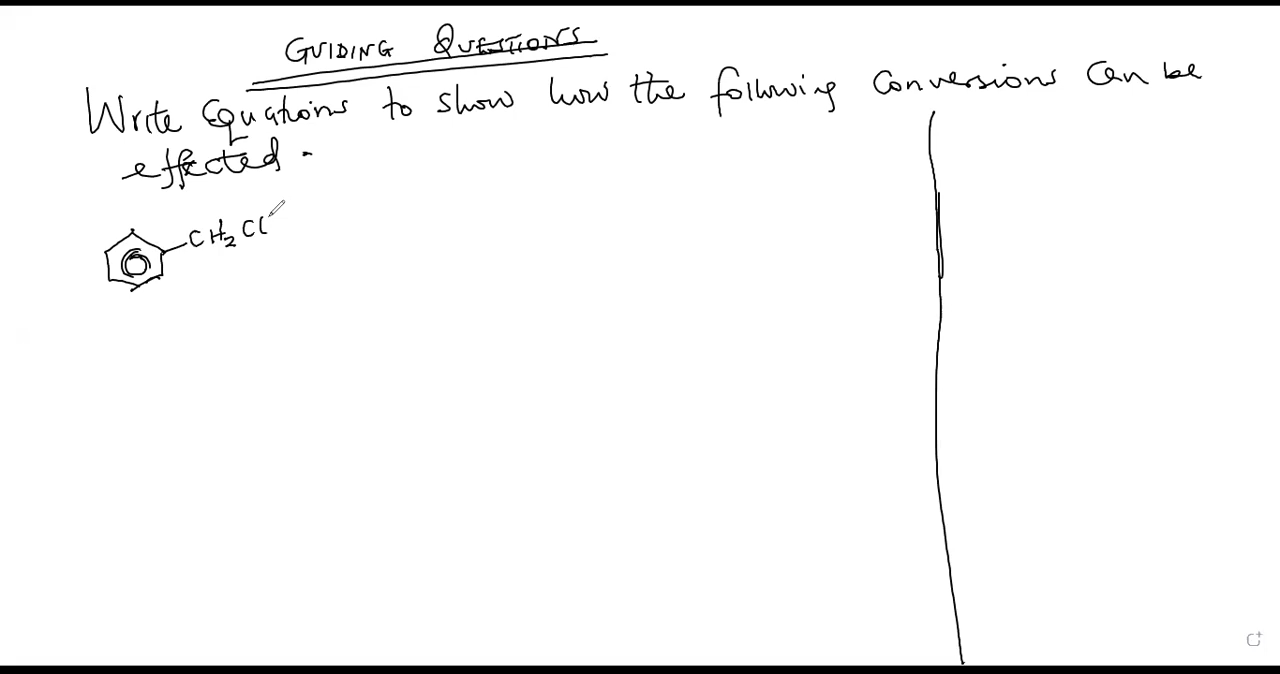 GUIDING QUESTIONS
Write Equations to show how the following conversions can be
effected.
CH₂Cl